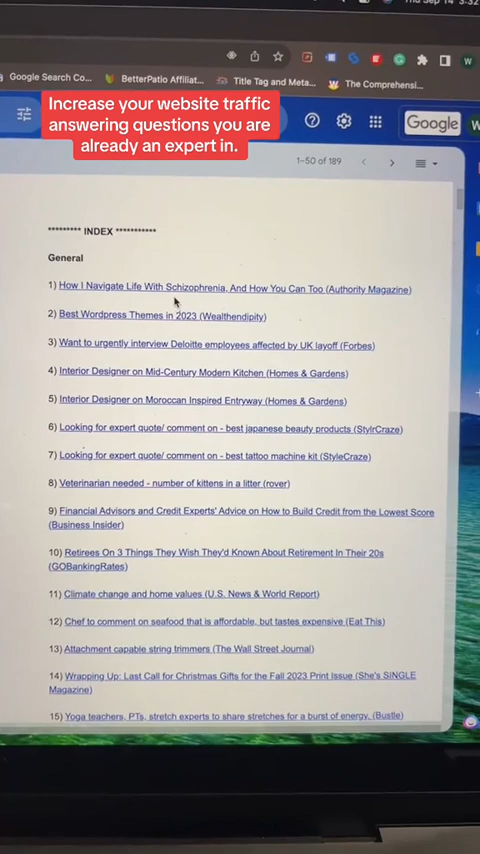 Thu Sep 14 3:32
Google Search Co...
BetterPatio Affiliat...
Title Tag and Meta...
The Comprehensi...
Increase your website traffic
answering questions you are
already an expert in.
Google
W
W
1–50 of 189
********* INDEX ***********
General
1) How I Navigate Life With Schizophrenia, And How You Can Too (Authority Magazine)
2) Best Wordpress Themes in 2023 (Wealthendipity)
3) Want to urgently interview Deloitte employees affected by UK layoff (Forbes)
4) Interior Designer on Mid-Century Modern Kitchen (Homes & Gardens)
5) Interior Designer on Moroccan Inspired Entryway (Homes & Gardens)
6) Looking for expert quote/ comment on - best japanese beauty products (StylrCraze)
7) Looking for expert quote/ comment on - best tattoo machine kit (StyleCraze)
8) Veterinarian needed - number of kittens in a litter (rover)
9) Financial Advisors and Credit Experts' Advice on How to Build Credit from the Lowest Score
(Business Insider)
10) Retirees On 3 Things They Wish They'd Known About Retirement In Their 20s
(GOBankingRates)
11) Climate change and home values (U.S. News & World Report)
12) Chef to comment on seafood that is affordable, but tastes expensive (Eat This)
13) Attachment capable string trimmers (The Wall Street Journal)
14) Wrapping Up: Last Call for Christmas Gifts for the Fall 2023 Print Issue (She's SINGLE
Magazine)
15) Yoga teachers, PTs, stretch experts to share stretches for a burst of energy. (Bustle)